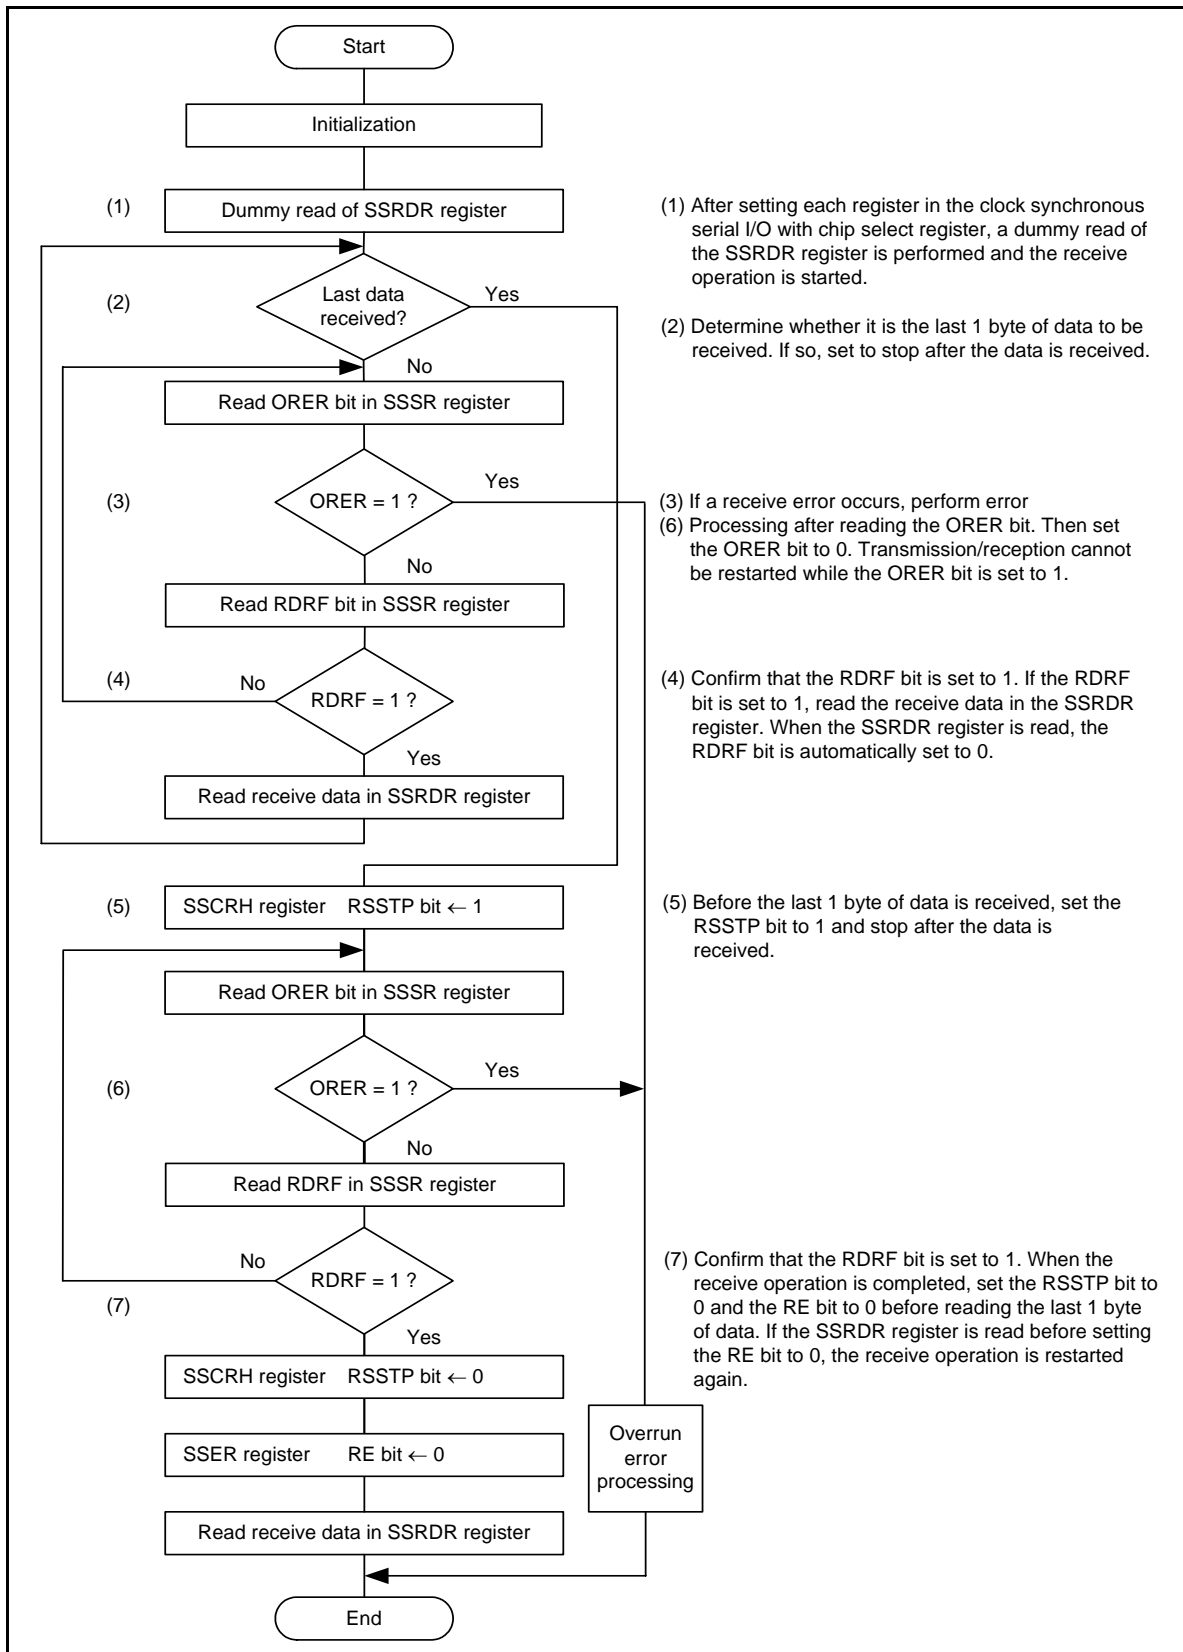 Start
Initialization
(1)
Dummy read of SSRDR register
(2)
Last data
received?
Yes
No
Read ORER bit in SSSR register
(3)
ORER = 1 ?
Yes
No
Read RDRF bit in SSSR register
(4)
No
RDRF = 1 ?
Yes
Read receive data in SSRDR register
(5)
SSCRH register RSSTP bit ← 1
Read ORER bit in SSSR register
(6)
ORER = 1 ?
Yes
No
Read RDRF in SSSR register
No
RDRF = 1 ?
(7)
Yes
SSCRH register RSSTP bit ← 0
SSER register RE bit ← 0
Overrun
error
processing
Read receive data in SSRDR register
End
(1) After setting each register in the clock synchronous
serial I/O with chip select register, a dummy read of
the SSRDR register is performed and the receive
operation is started.
(2) Determine whether it is the last 1 byte of data to be
received. If so, set to stop after the data is received.
(3) If a receive error occurs, perform error
(6) Processing after reading the ORER bit. Then set
the ORER bit to 0. Transmission/reception cannot
be restarted while the ORER bit is set to 1.
(4) Confirm that the RDRF bit is set to 1. If the RDRF
bit is set to 1, read the receive data in the SSRDR
register. When the SSRDR register is read, the
RDRF bit is automatically set to 0.
(5) Before the last 1 byte of data is received, set the
RSSTP bit to 1 and stop after the data is
received.
(7) Confirm that the RDRF bit is set to 1. When the
receive operation is completed, set the RSSTP bit to
0 and the RE bit to 0 before reading the last 1 byte
of data. If the SSRDR register is read before setting
the RE bit to 0, the receive operation is restarted
again.